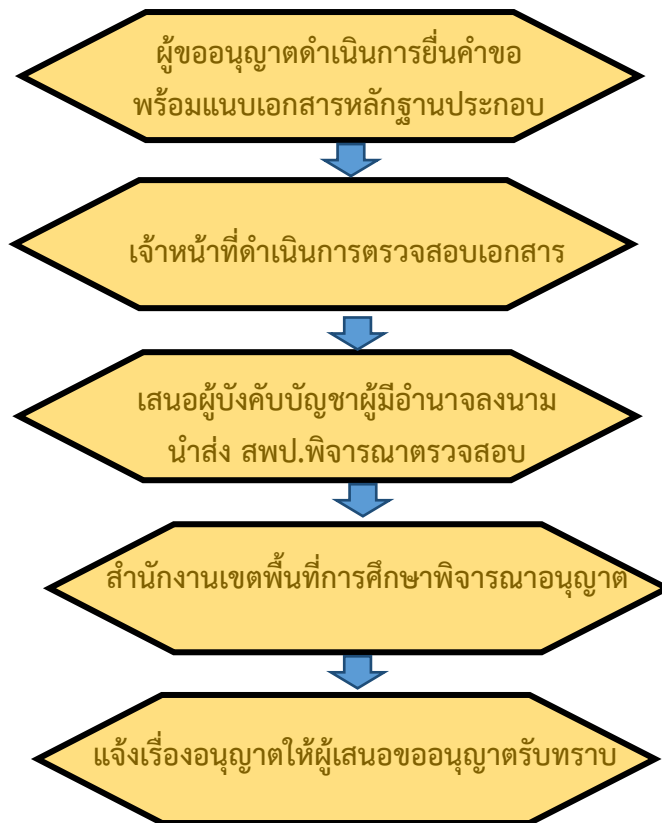 ผู้ขออนุญาตดำเนินการยื่นคำขอ
พร้อมแนบเอกสารหลักฐานประกอบ
เจ้าหน้าที่ดำเนินการตรวจสอบเอกสาร
เสนอผู้บังคับบัญชาผู้มีอำนาจลงนาม
นำส่ง สพป.พิจารณาตรวจสอบ
สำนักงานเขตพื้นที่การศึกษาพิจารณาอนุญาต
แจ้งเรื่องอนุญาตให้ผู้เสนอขออนุญาตรับทราบ